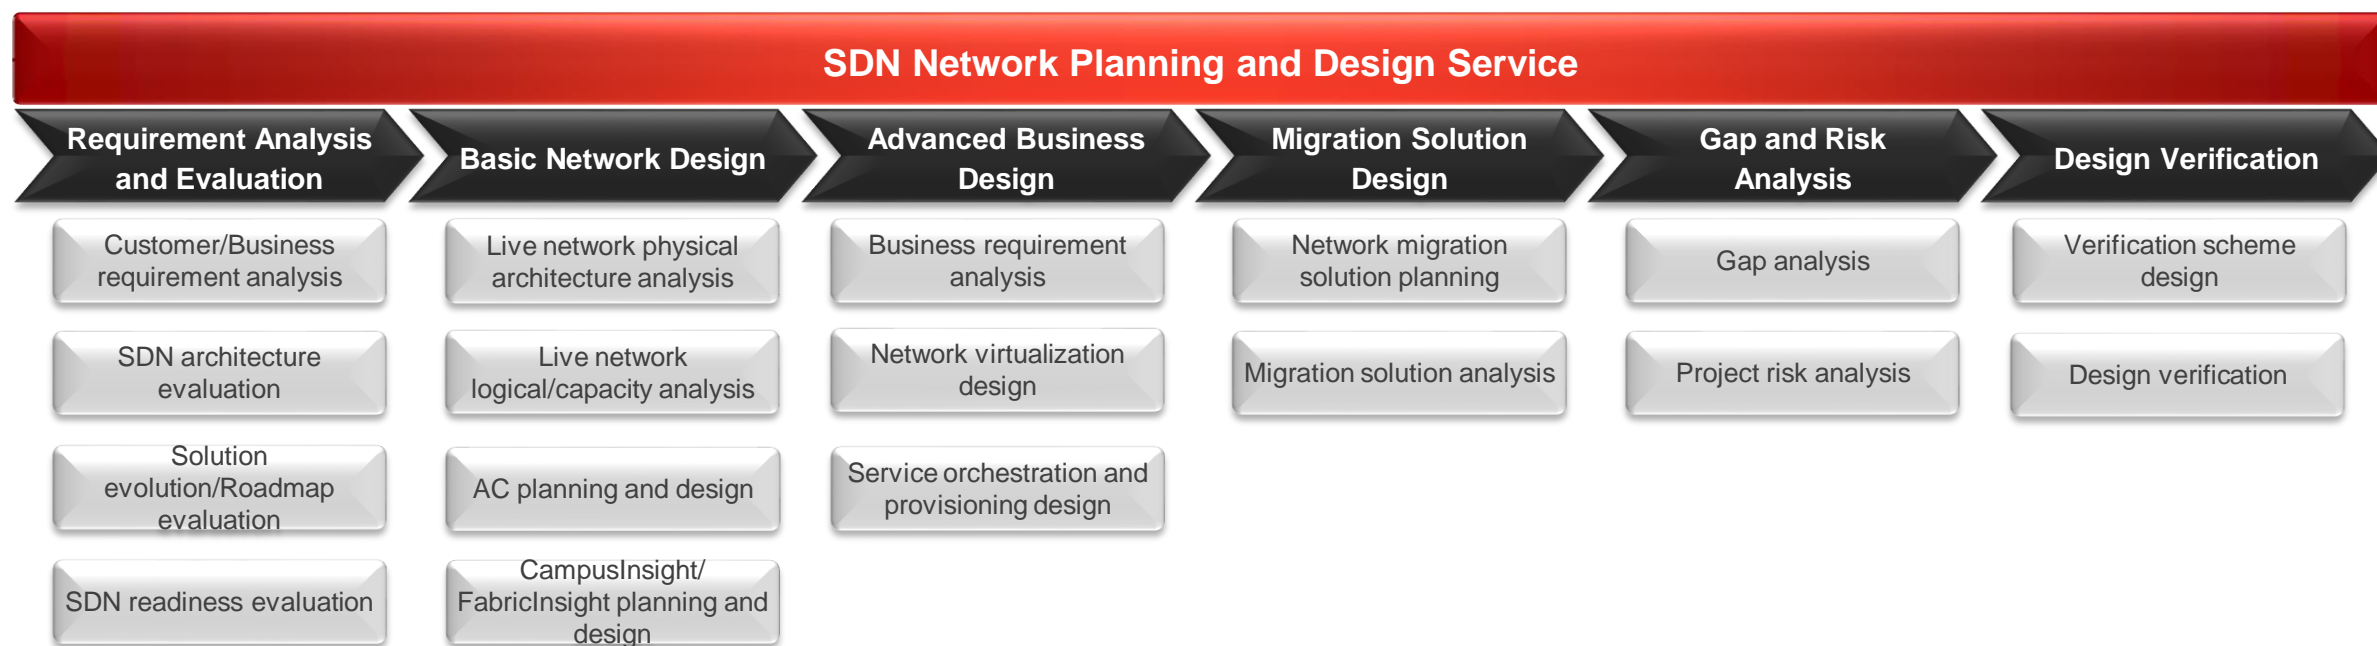 SDN Network Planning and Design Service
Requirement Analysis
and Evaluation
Basic Network Design
Advanced Business
Design
Migration Solution
Design
Gap and Risk
Analysis
Design Verification
Customer/Business
requirement analysis
SDN architecture
evaluation
Solution
evolution/Roadmap
evaluation
SDN readiness evaluation
Live network physical
architecture analysis
Live network
logical/capacity analysis
AC planning and design
CampusInsight/
FabricInsight planning and
design
Business requirement
analysis
Network virtualization
design
Service orchestration and
provisioning design
Network migration
solution planning
Migration solution analysis
Gap analysis
Project risk analysis
Verification scheme
design
Design verification